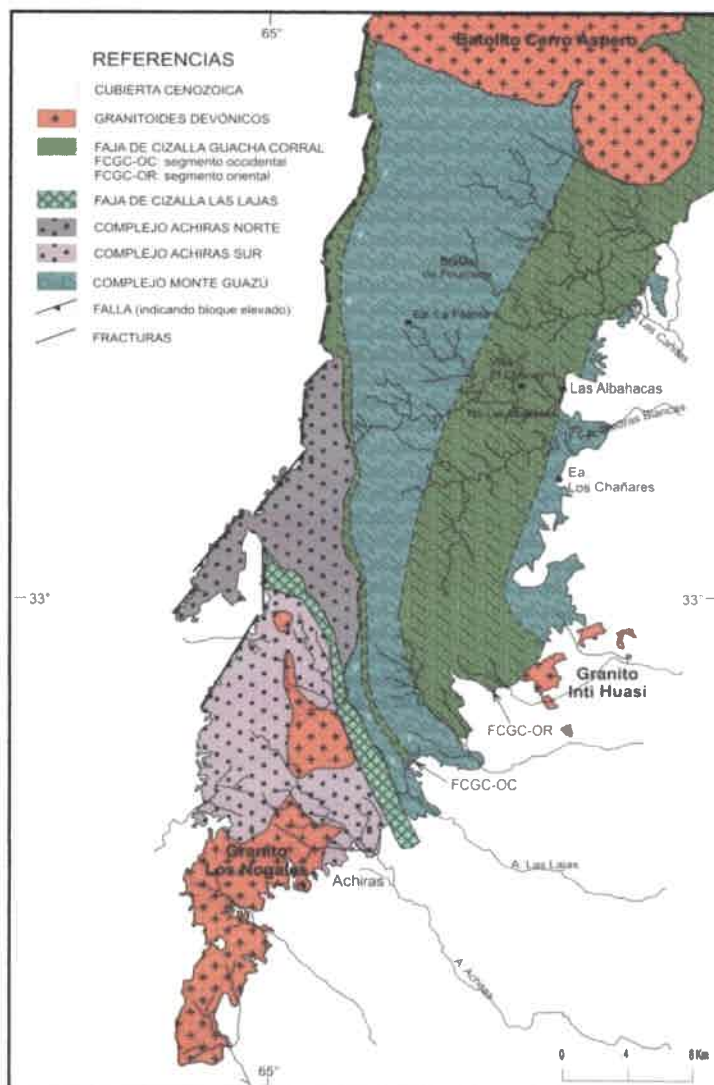 65°
Batolito Cerro Aspero
REFERENCIAS
CUBIERTA CENOZOICA
GRANITOIDES DEVÓNICOS
FAJA DE CIZALLA GUACHA CORRAL
FCGC-OC: segmento occidental
FCGC-OR: segmento oriental
FAJA DE CIZALLA LAS LAJAS
COMPLEJO ACHIRAS NORTE
COMPLEJO ACHIRAS SUR
COMPLEJO MONTE GUAZÚ
FALLA (indicando bloque elevado)
FRACTURAS
Las Albahacas
Ea
Los Chañares
33°
33°
Granito
Inti Huasi
FCGC-OR
FCGC-OC
Granito
Los Nogales
Achiras
A. Las Lajas
A. Achiras
65°
0 4 8 Km